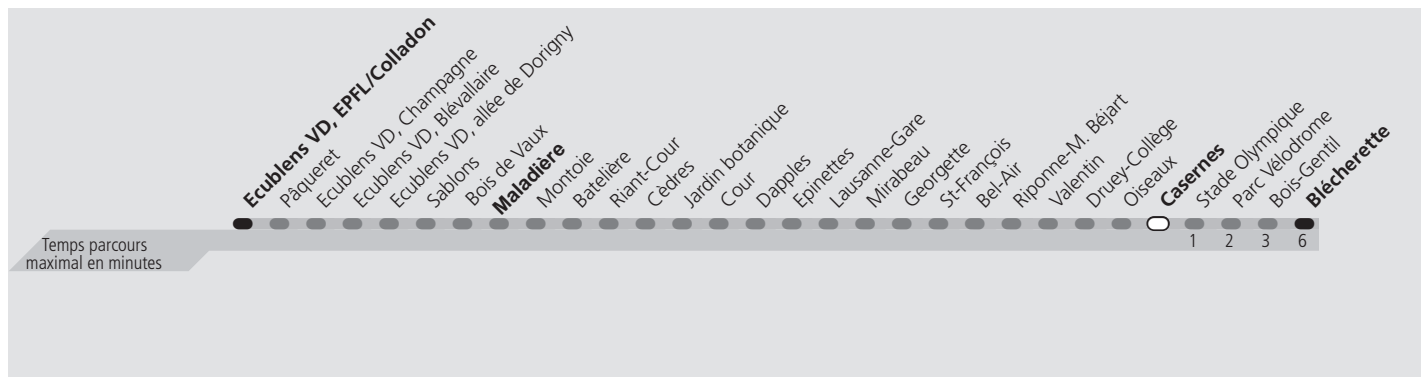 Ecublens VD, EPFL/Colladon
Pâqueret
Ecublens VD, Champagne
Ecublens VD, Blévallaire
Ecublens VD, allée de Dorigny
Sablons
Bois de Vaux
Maladière
Montoie
Batelière
Riant-Cour
Cèdres
Jardin botanique
Cour
Dapples
Epinettes
Lausanne-Gare
Mirabeau
Georgette
St-François
Bel-Air
Riponne-M. Béjart
Valentin
Druey-Collège
Oiseaux
Casernes
Stade Olympique
Parc Vélodrome
Bois-Gentil
Blécherette
Temps parcours
maximal en minutes
1 2 3 6